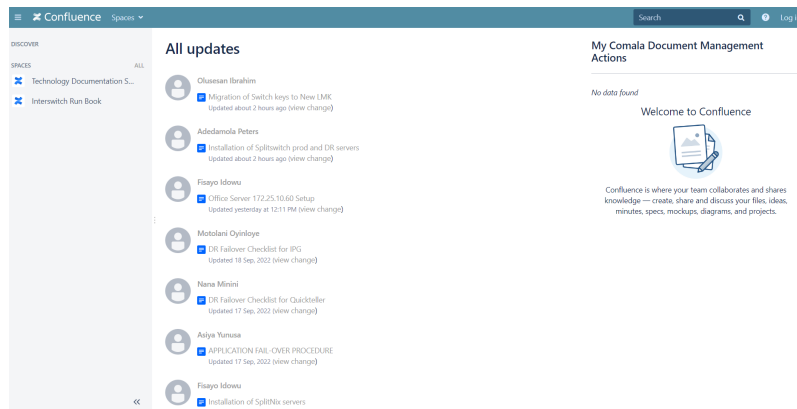 Confluence Spaces
Search
Log i
DISCOVER
SPACES ALL
Technology Documentation S...
Interswitch Run Book
All updates
Olusesan Ibrahim
Migration of Switch keys to New LMK
Updated about 2 hours ago (view change)
Adedamola Peters
Installation of Splitswitch prod and DR servers
Updated about 2 hours ago (view change)
Fisayo Idowu
Office Server 172.25.10.60 Setup
Updated yesterday at 12:11 PM (view change)
Motolani Oyinloye
DR Failover Checklist for IPG
Updated 18 Sep, 2022 (view change)
Nana Minini
DR Failover Checklist for Quickteller
Updated 17 Sep, 2022 (view change)
Asiya Yunusa
APPLICATION FAIL-OVER PROCEDURE
Updated 17 Sep, 2022 (view change)
Fisayo Idowu
Installation of SplitNix servers
My Comala Document Management
Actions
No data found
Welcome to Confluence
Confluence is where your team collaborates and shares
knowledge — create, share and discuss your files, ideas,
minutes, specs, mockups, diagrams, and projects.